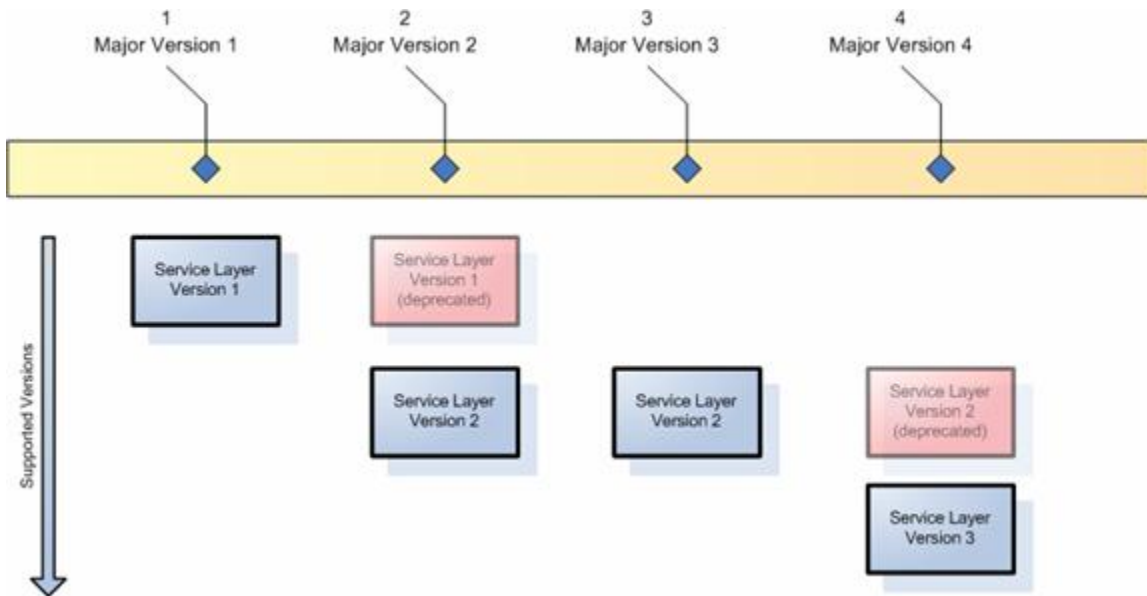 1
Major Version 1
2
Major Version 2
3
Major Version 3
4
Major Version 4
Service Layer
Version 1
Service Layer
Version 1
(deprecated)
Service Layer
Version 2
Service Layer
Version 2
Service Layer
Version 2
(deprecated)
Service Layer
Version 3
Supported Versions